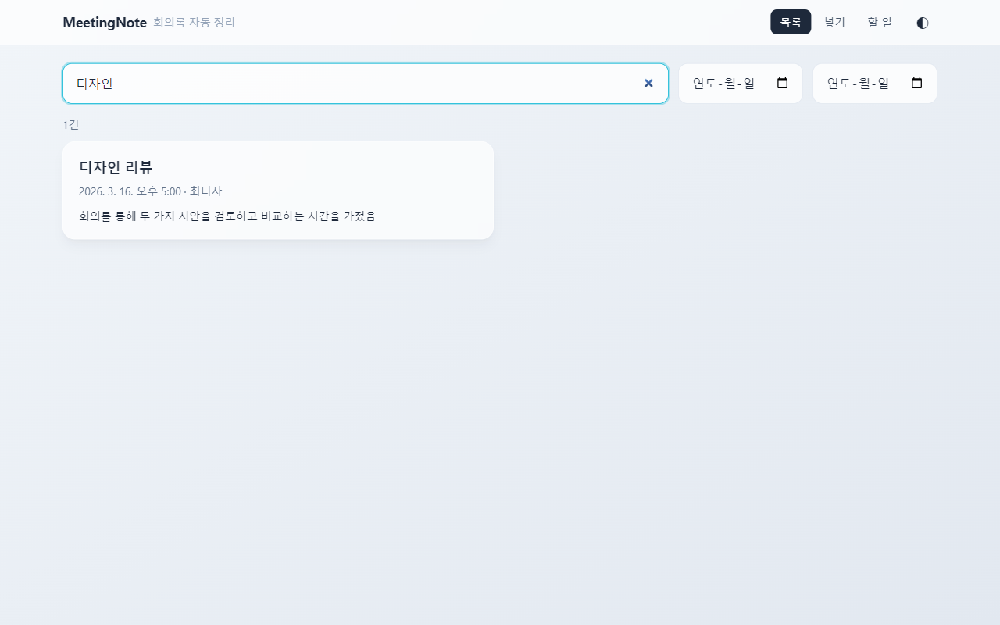 MeetingNote 회의록 자동 정리
목록 넣기 할 일
디자인
연도-월-일 연도-월-일
1건
디자인 리뷰
2026. 3. 16. 오후 5:00 · 최디자
회의를 통해 두 가지 시안을 검토하고 비교하는 시간을 가졌음